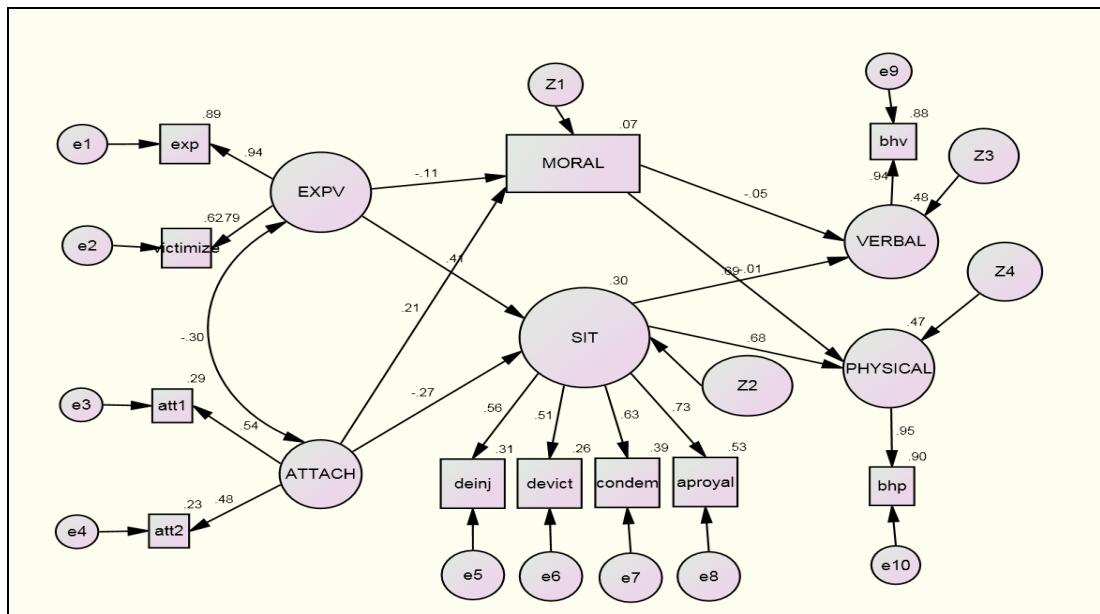 Z1
e9
.89
.07
.88
e1
exp
.94
MORAL
bhv
Z3
EXPV
-.11
.94
.48
-.05
.62
.79
e2
victimize
VERBAL
.41
.69
-.01
Z4
.30
.21
-.30
SIT
.68
.47
PHYSICAL
.29
-.27
Z2
e3
att1
.54
.56
.51
.63
.73
.95
ATTACH
.31
.26
.39
.53
.90
.23
.48
deinj
devict
condem
aproyal
bhp
e4
att2
e5
e6
e7
e8
e10